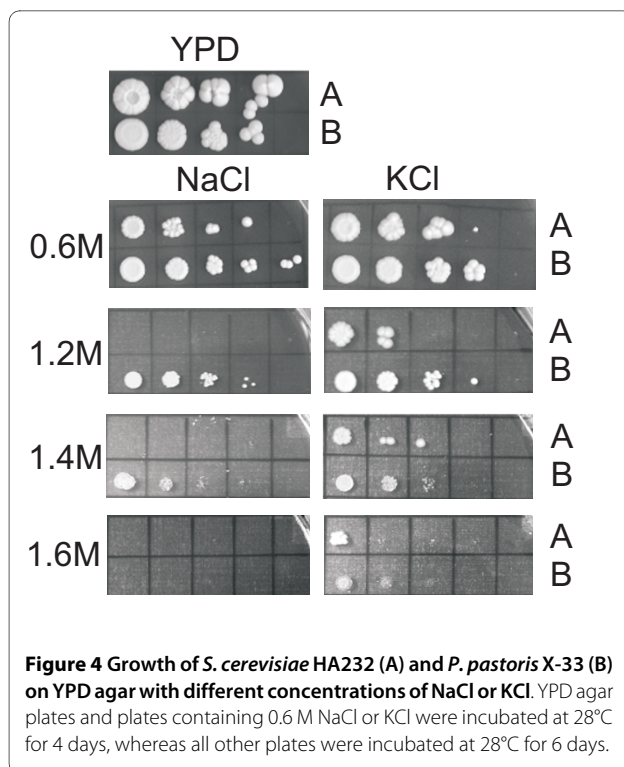 YPD
A
B
NaCl KCl
0.6M
A
B
1.2M
A
B
1.4M
A
B
1.6M
A
B
Figure 4 Growth of S. cerevisiae HA232 (A) and P. pastoris X-33 (B)
on YPD agar with different concentrations of NaCl or KCl. YPD agar
plates and plates containing 0.6 M NaCl or KCl were incubated at 28°C
for 4 days, whereas all other plates were incubated at 28°C for 6 days.